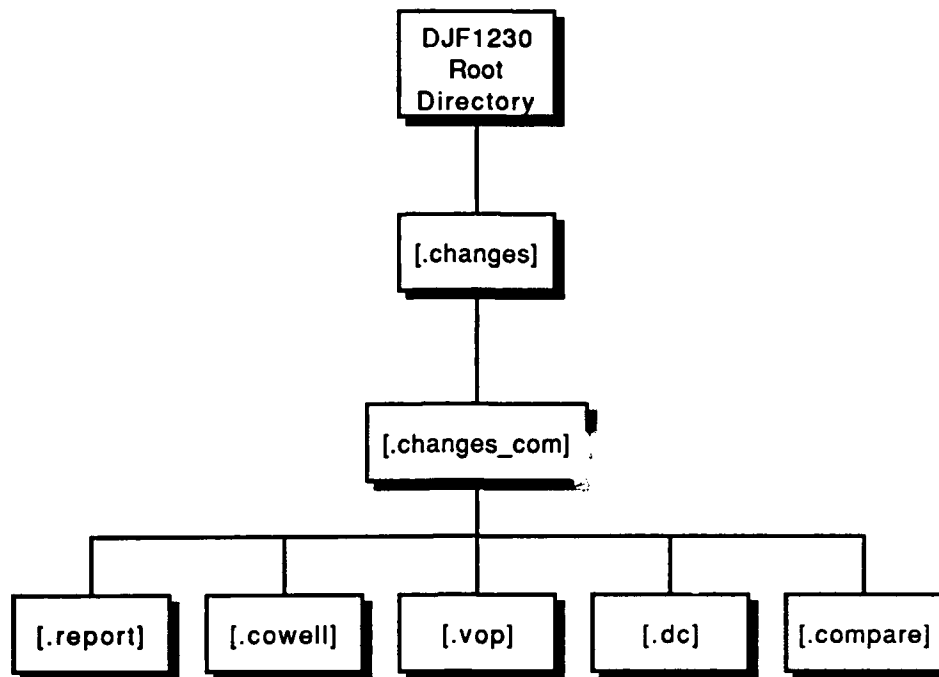 DJF1230
Root
Directory
[.changes]
[.changes_com]
[.report]
[.cowell]
[.vop]
[.dc]
[.compare]